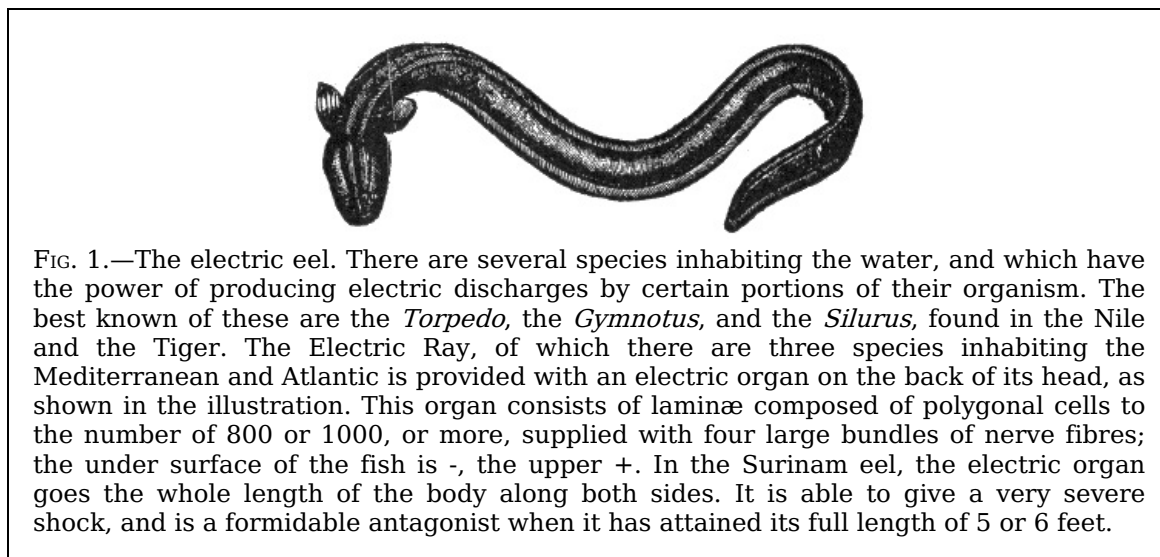 FIG. 1.—The electric eel. There are several species inhabiting the water, and which have
the power of producing electric discharges by certain portions of their organism. The
best known of these are the Torpedo, the Gymnotus, and the Silurus, found in the Nile
and the Tiger. The Electric Ray, of which there are three species inhabiting the
Mediterranean and Atlantic is provided with an electric organ on the back of its head, as
shown in the illustration. This organ consists of laminæ composed of polygonal cells to
the number of 800 or 1000, or more, supplied with four large bundles of nerve fibres;
the under surface of the fish is -, the upper +. In the Surinam eel, the electric organ
goes the whole length of the body along both sides. It is able to give a very severe
shock, and is a formidable antagonist when it has attained its full length of 5 or 6 feet.